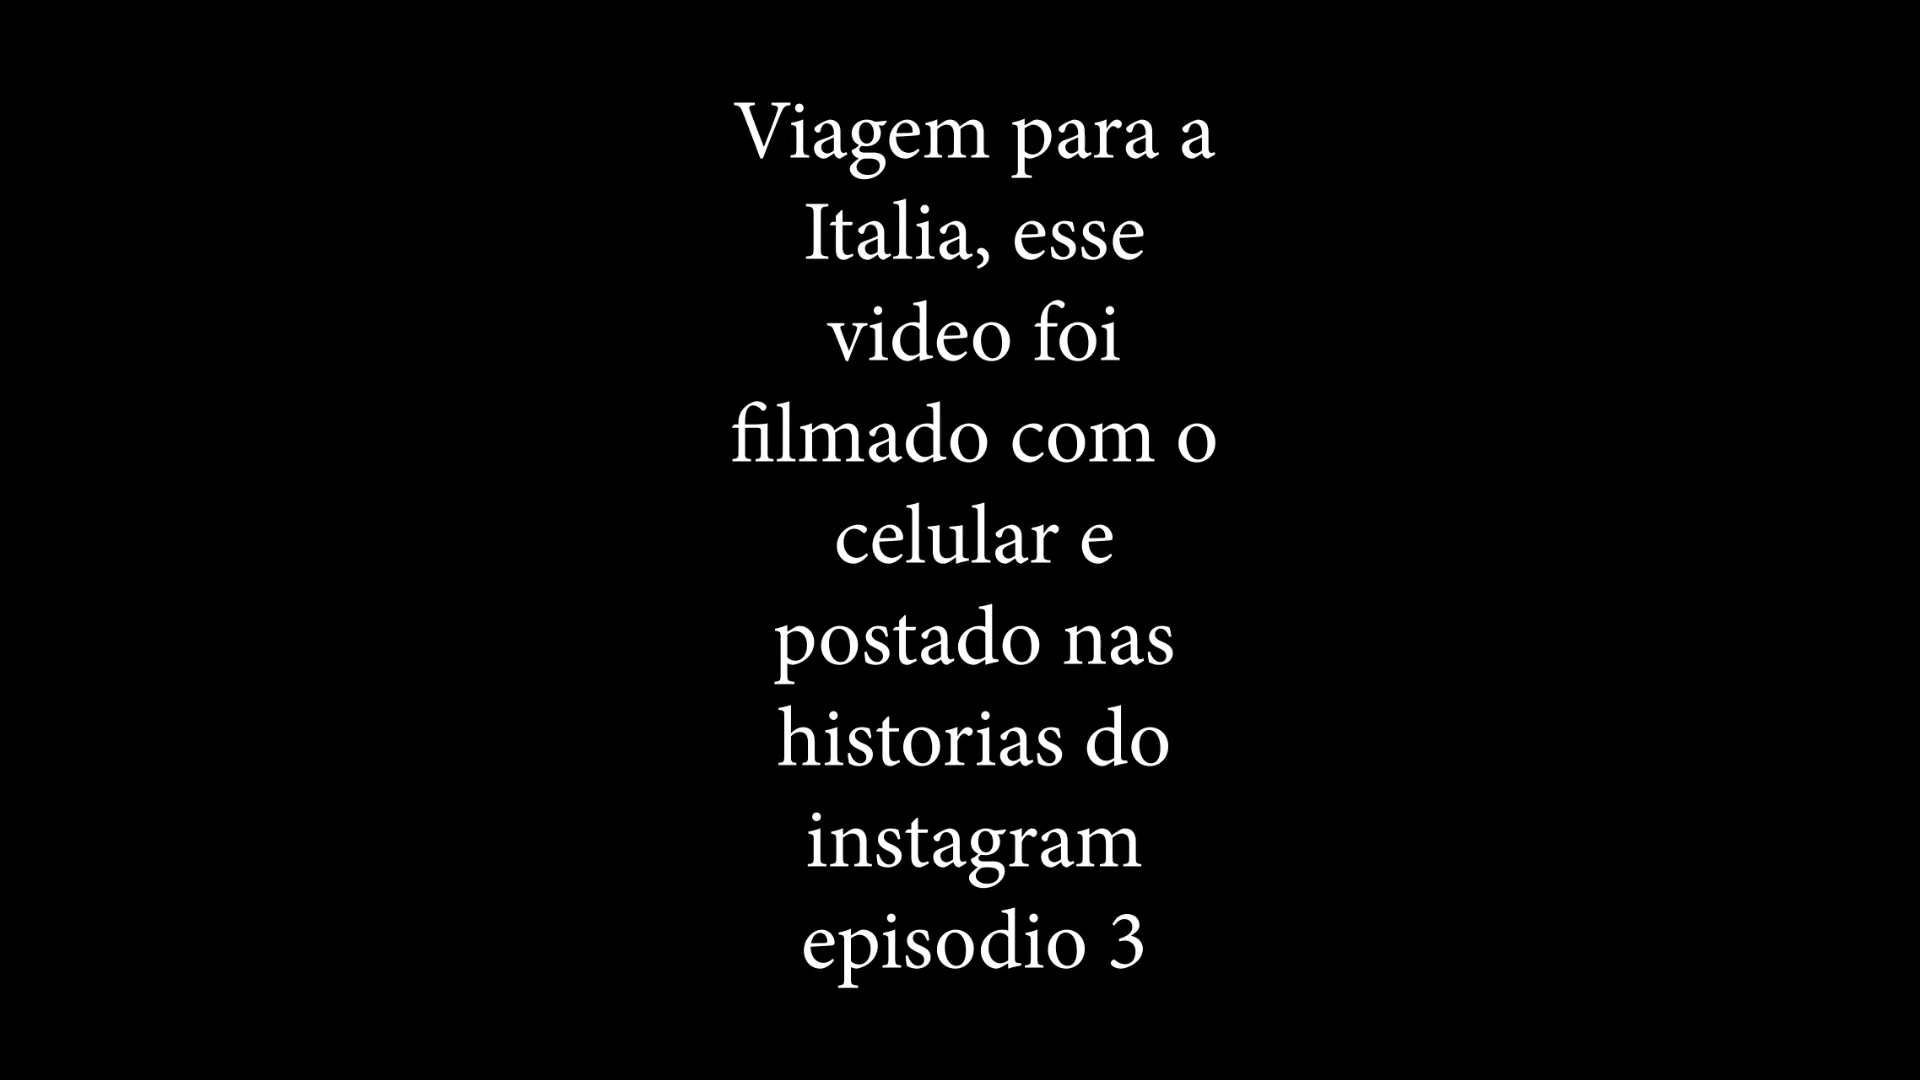 Viagem para a
Italia, esse
video foi
filmado com o
celular e
postado nas
historias do
instagram
episodio 3